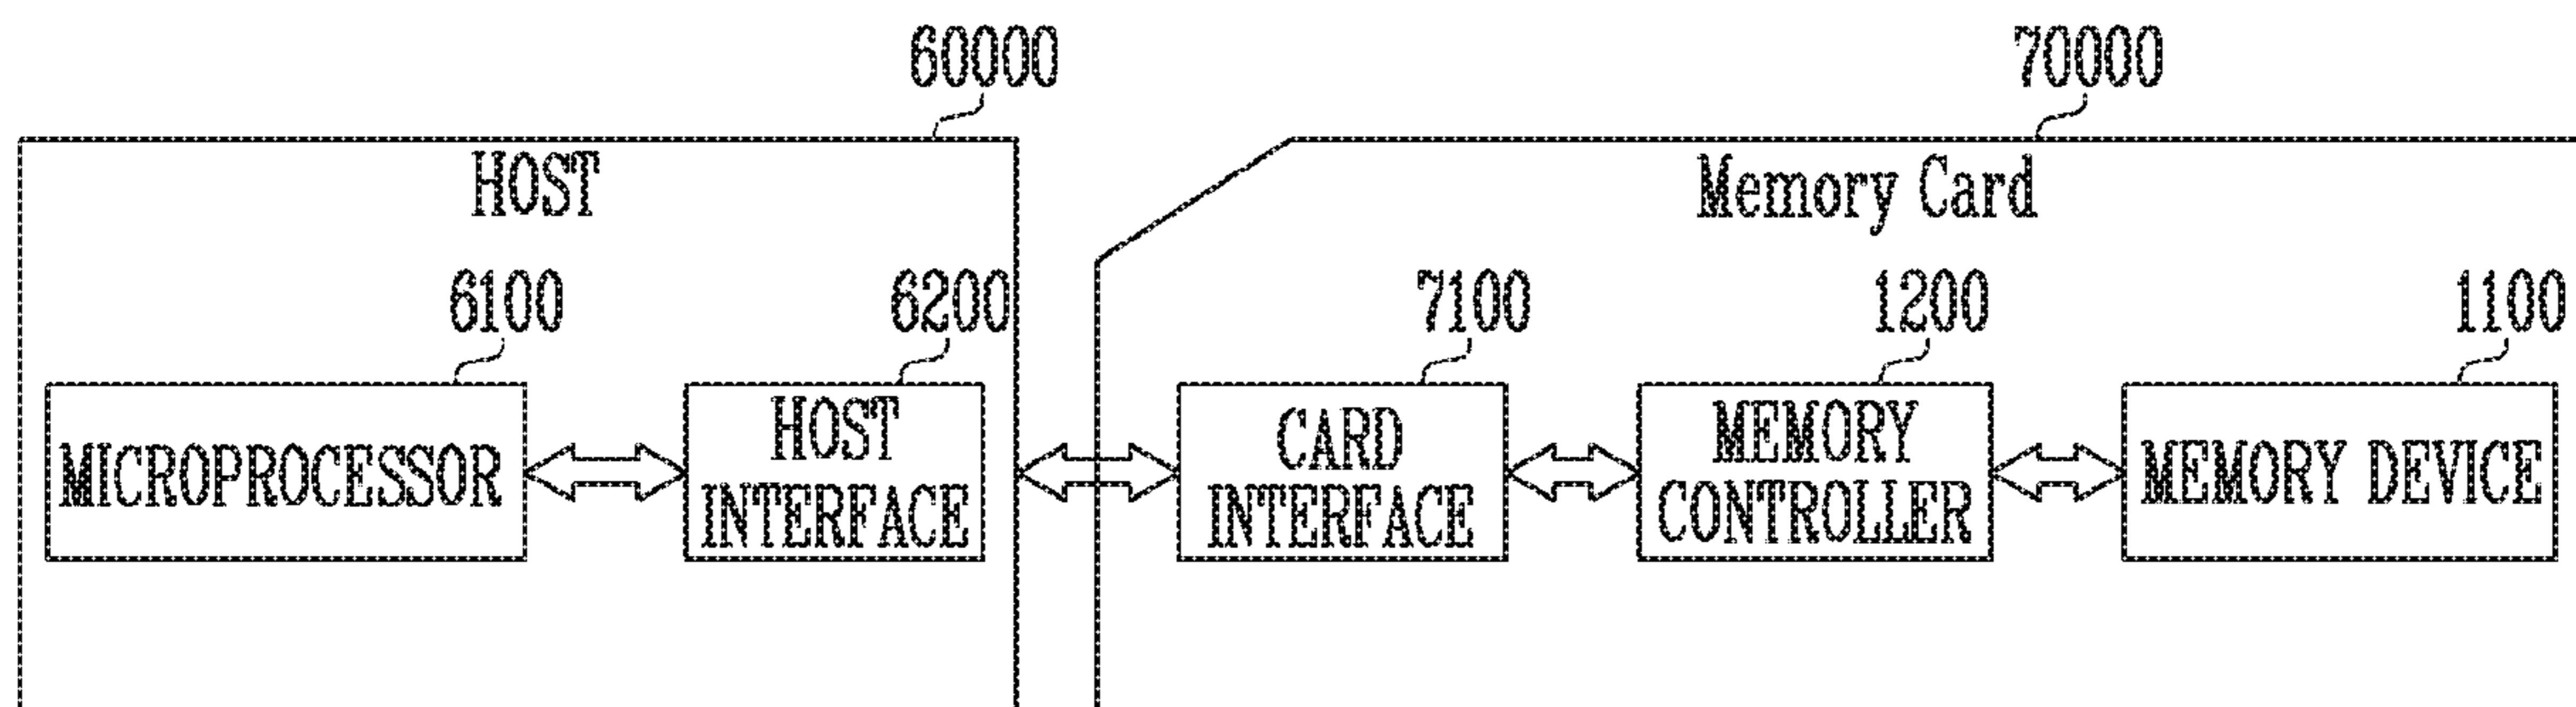 60000
70000
HOST
Memory Card
6100
6200
7100
1200
1100
MICROPROCESSOR
HOST
INTERFACE
CARD
INTERFACE
MEMORY
CONTROLLER
MEMORY DEVICE